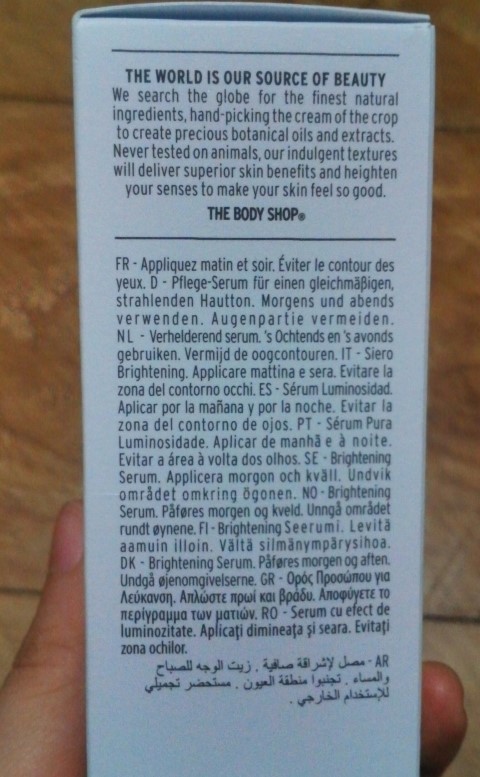 THE WORLD IS OUR SOURCE OF BEAUTY
We search the globe for the finest natural
ingredients, hand-picking the cream of the crop
to create precious botanical oils and extracts.
Never tested on animals, our indulgent textures
will deliver superior skin benefits and heighten
your senses to make your skin feel so good.
THE BODY SHOP®
FR - Appliquez matin et soir. Éviter le contour des
yeux. D - Pflege-Serum für einen gleichmäßigen,
strahlenden Hautton. Morgens und abends
verwenden. Augenpartie vermeiden.
NL - Verhelderend serum. 's Ochtends en 's avonds
gebruiken. Vermijd de oogcontouren. IT - Siero
Brightening. Applicare mattina e sera. Evitare la
zona del contorno occhi. ES - Sérum Luminosidad.
Aplicar por la mañana y por la noche. Evitar la
zona del contorno de ojos. PT - Sérum Pura
Luminosidade. Aplicar de manhã e à noite.
Evitar a área à volta dos olhos. SE - Brightening
Serum. Applicera morgon och kväll. Undvik
området omkring ögonen. NO - Brightening
Serum. Påføres morgen og kveld. Unngå området
rundt øynene. FI - Brightening Seerumi. Levitä
aamuin illoin. Vältä silmänympärysihoa.
DK - Brightening Serum. Påføres morgen og aften.
Undgå øjenomgivelserne. GR - Ορός Προσώπου για
Λεύκανση. Απλώστε πρωί και βράδυ. Αποφύγετε το
περίγραμμα των ματιών. RO - Serum cu efect de
luminozitate. Aplicaţi dimineaţa şi seara. Evitaţi
zona ochilor.
AR - مصل لإشراقة صافية . زيت الوجه للصباح
والمساء . تجنبوا منطقة العيون . مستحضر تجميلي
للإستخدام الخارجي .